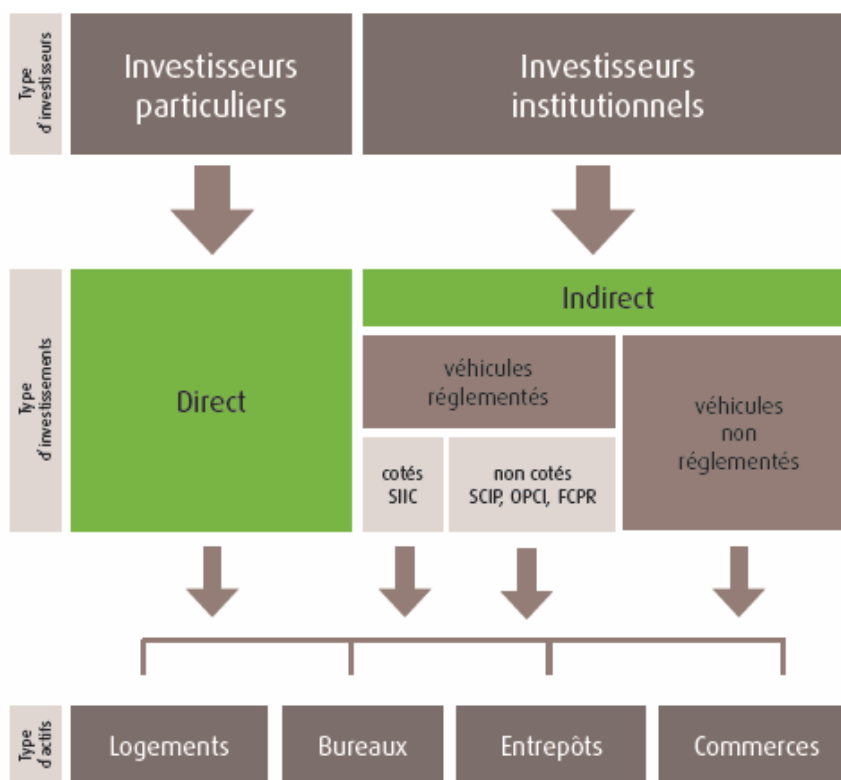 Type
d'investisseurs
Investisseurs
particuliers
Investisseurs
institutionnels
Type
d'investissements
Direct
Indirect
véhicules
réglementés
véhicules
non
réglementés
cotés
SIIC
non cotés
SCIP, OPCI, FCPR
Type
d'actifs
Logements
Bureaux
Entrepôts
Commerces